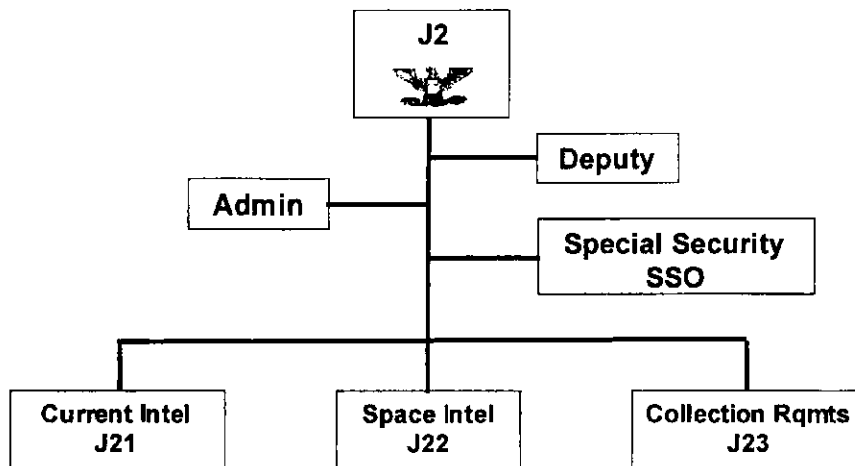 J2
Deputy
Admin
Special Security
SSO
Current Intel
J21
Space Intel
J22
Collection Rqmts
J23